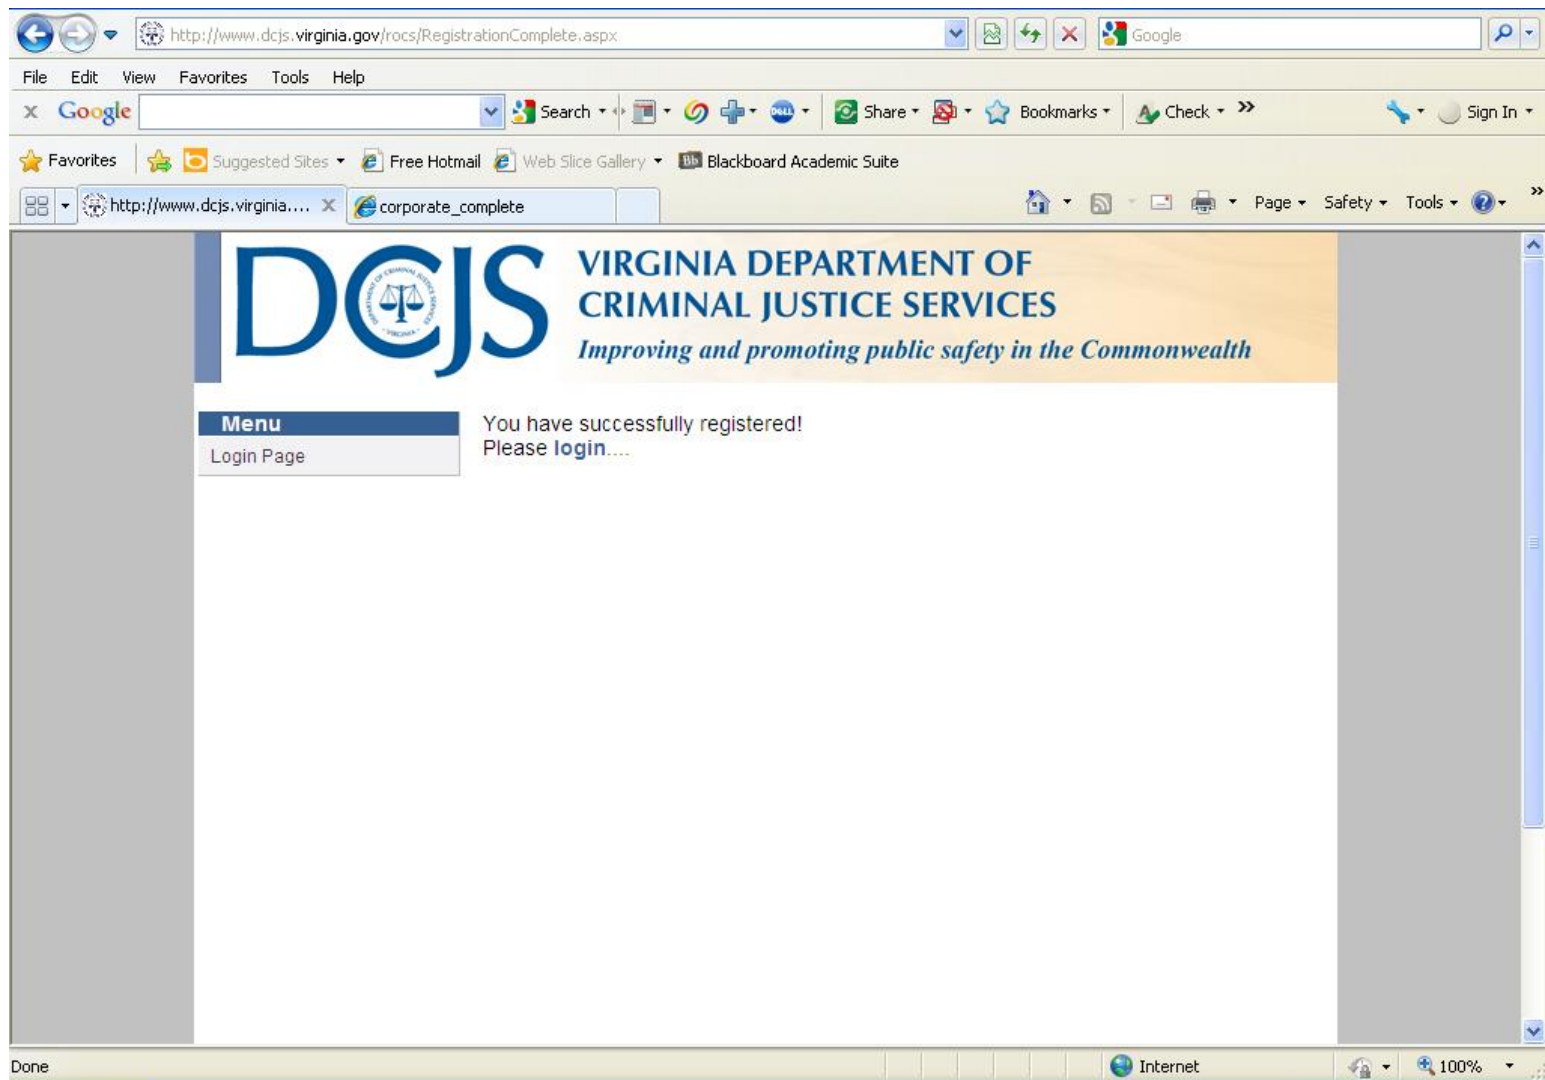 http://www.dcjs.virginia.gov/rocs/RegistrationComplete.aspx Google
File Edit View Favorites Tools Help
x Google Search Share Bookmarks Check » Sign In
Favorites Suggested Sites Free Hotmail Web Slice Gallery Bb Blackboard Academic Suite
http://www.dcjs.virginia.... X corporate_complete Page Safety Tools »
DCJS
VIRGINIA DEPARTMENT OF
CRIMINAL JUSTICE SERVICES
Improving and promoting public safety in the Commonwealth
Menu
Login Page
You have successfully registered!
Please login....
Done Internet 100%